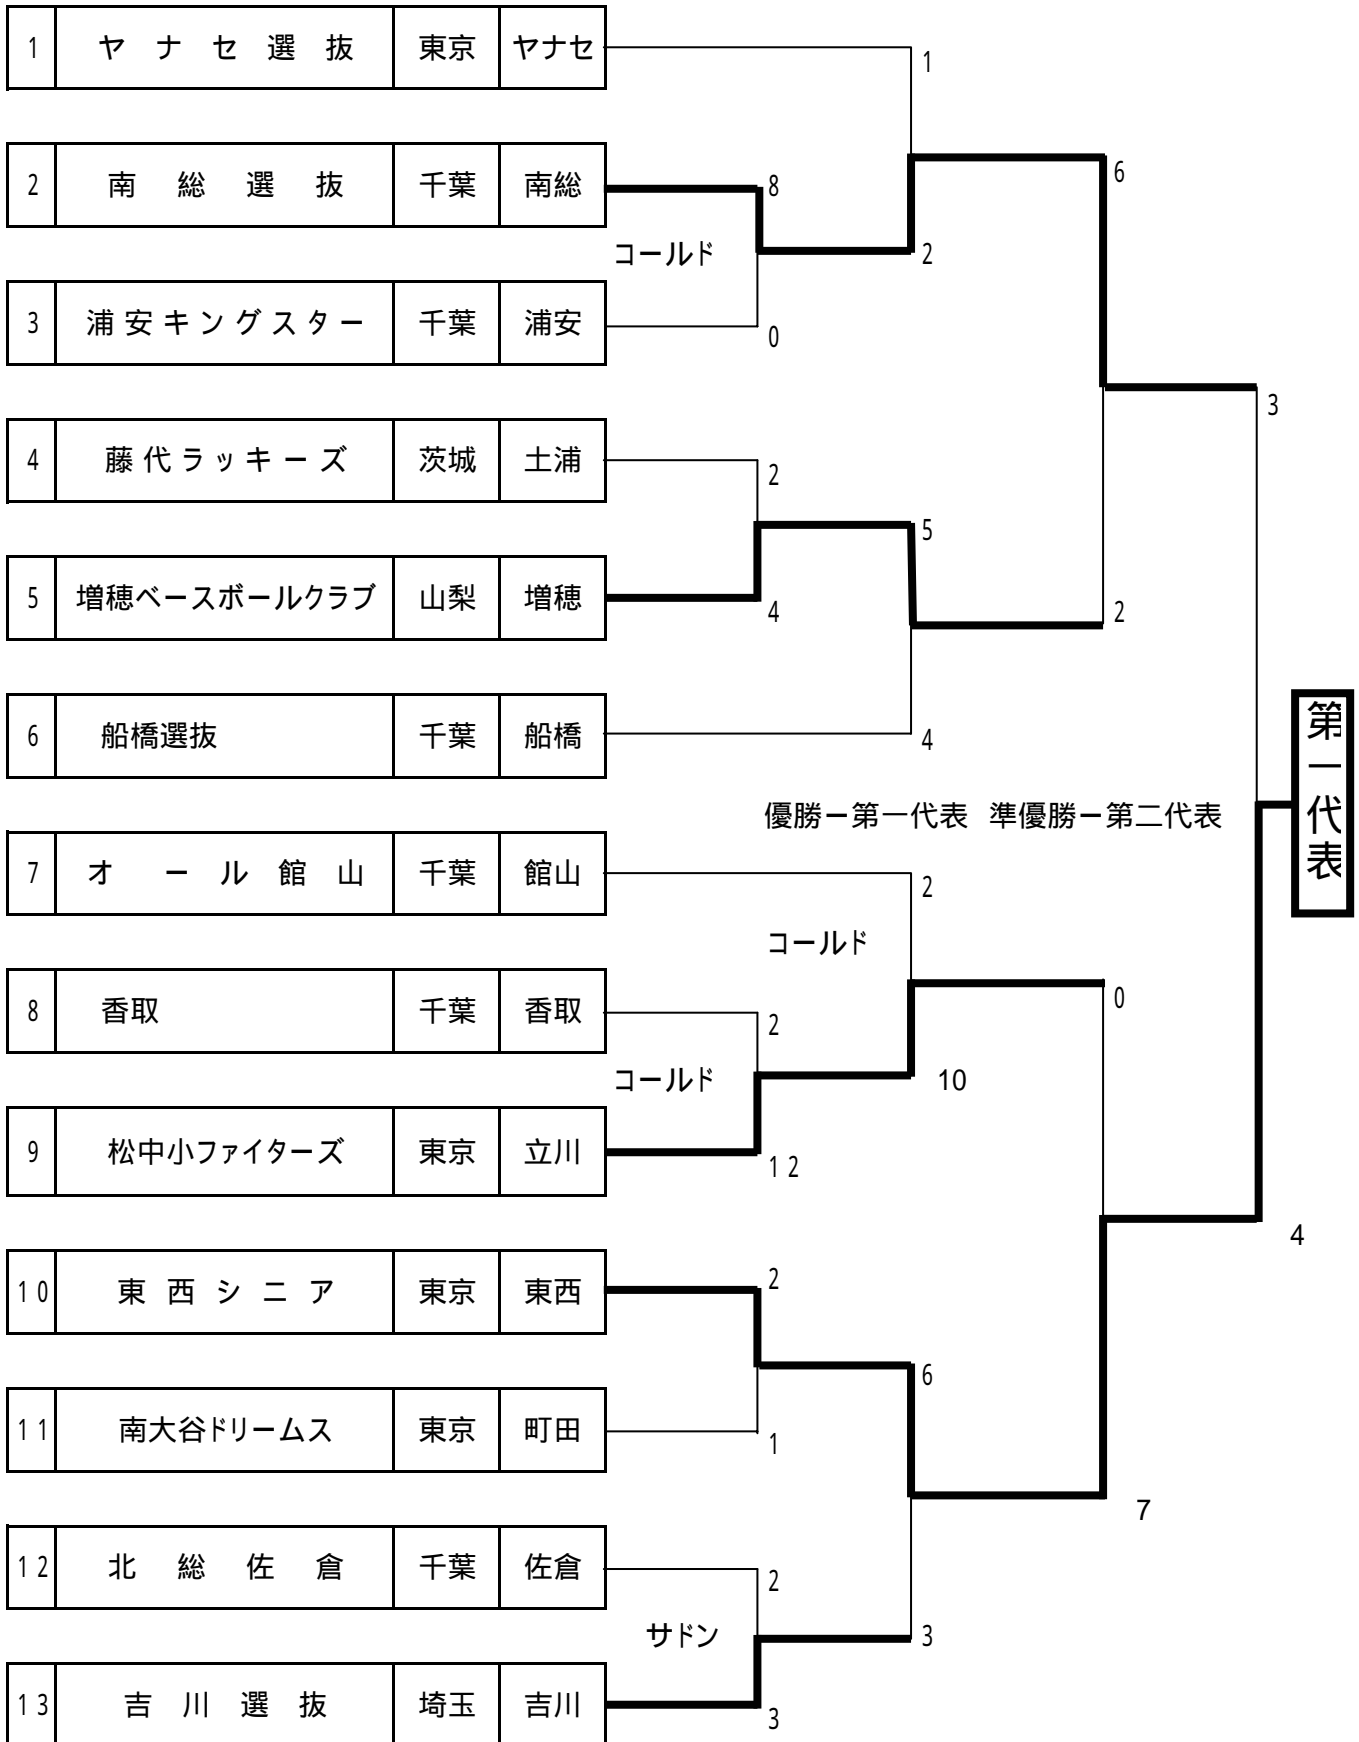 1 ヤナセ選抜 東京 ヤナセ
1
2 南総選抜 千葉 南総
8
6
コールド
2
3 浦安キングスター 千葉 浦安
0
3
4 藤代ラッキーズ 茨城 土浦
2
5
5 増穂ベースボールクラブ 山梨 増穂
4
2
6 船橋選抜 千葉 船橋
4
第一代表
優勝ー第一代表 準優勝ー第二代表
7 オール館山 千葉 館山
2
コールド
8 香取 千葉 香取
2
0
コールド
10
9 松中小ファイターズ 東京 立川
12
4
10 東西シニア 東京 東西
2
6
11 南大谷ドリームス 東京 町田
1
7
12 北総佐倉 千葉 佐倉
2
サドン
3
13 吉川選抜 埼玉 吉川
3